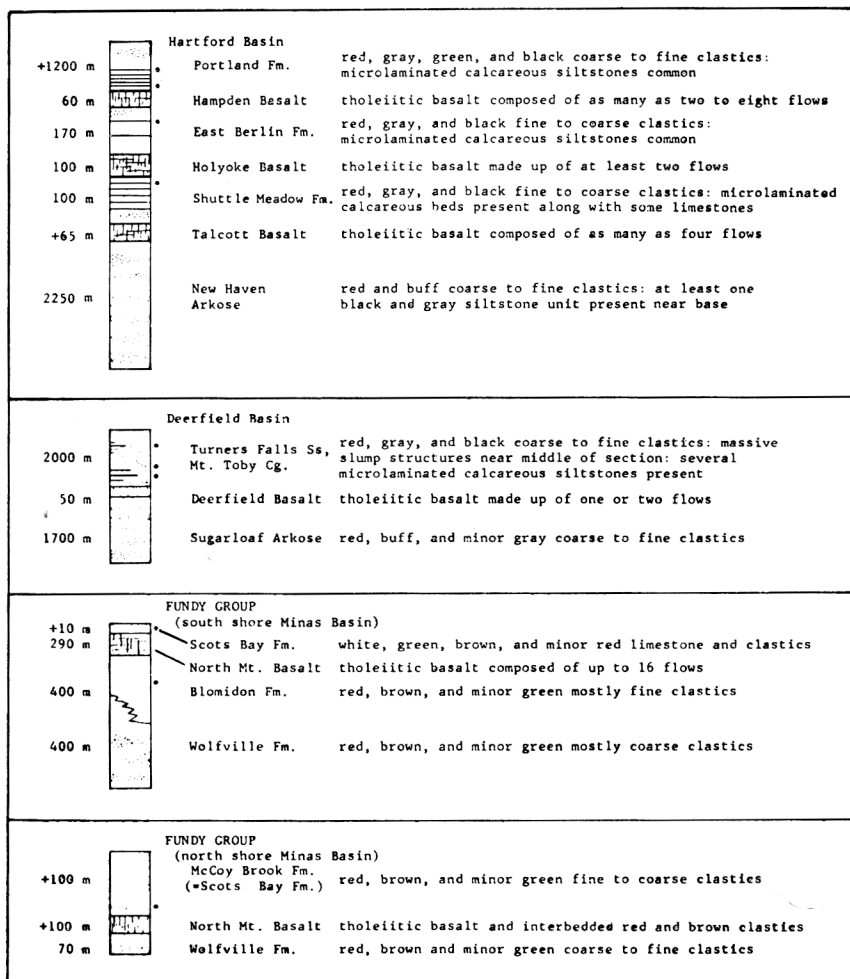 Hartford Basin
+1200 m Portland Fm. red, gray, green, and black coarse to fine clastics:
microlaminated calcareous siltstones common
60 m Hampden Basalt tholeiitic basalt composed of as many as two to eight flows
170 m East Berlin Fm. red, gray, and black fine to coarse clastics:
microlaminated calcareous siltstones common
100 m Holyoke Basalt tholeiitic basalt made up of at least two flows
100 m Shuttle Meadow Fm. red, gray, and black fine to coarse clastics: microlaminated
calcareous beds present along with some limestones
+65 m Talcott Basalt tholeiitic basalt composed of as many as four flows
2250 m New Haven red and buff coarse to fine clastics: at least one
Arkose black and gray siltstone unit present near base
Deerfield Basin
2000 m Turners Falls Ss, red, gray, and black coarse to fine clastics: massive
Mt. Toby Cg. slump structures near middle of section: several
microlaminated calcareous siltstones present
50 m Deerfield Basalt tholeiitic basalt made up of one or two flows
1700 m Sugarloaf Arkose red, buff, and minor gray coarse to fine clastics
FUNDY GROUP
(south shore Minas Basin)
+10 m
290 m Scots Bay Fm. white, green, brown, and minor red limestone and clastics
North Mt. Basalt tholeiitic basalt composed of up to 16 flows
400 m Blomidon Fm. red, brown, and minor green mostly fine clastics
400 m Wolfville Fm. red, brown, and minor green mostly coarse clastics
FUNDY GROUP
(north shore Minas Basin)
McCoy Brook Fm.
+100 m (=Scots Bay Fm.) red, brown, and minor green fine to coarse clastics
+100 m North Mt. Basalt tholeiitic basalt and interbedded red and brown clastics
70 m Wolfville Fm. red, brown and minor green coarse to fine clastics